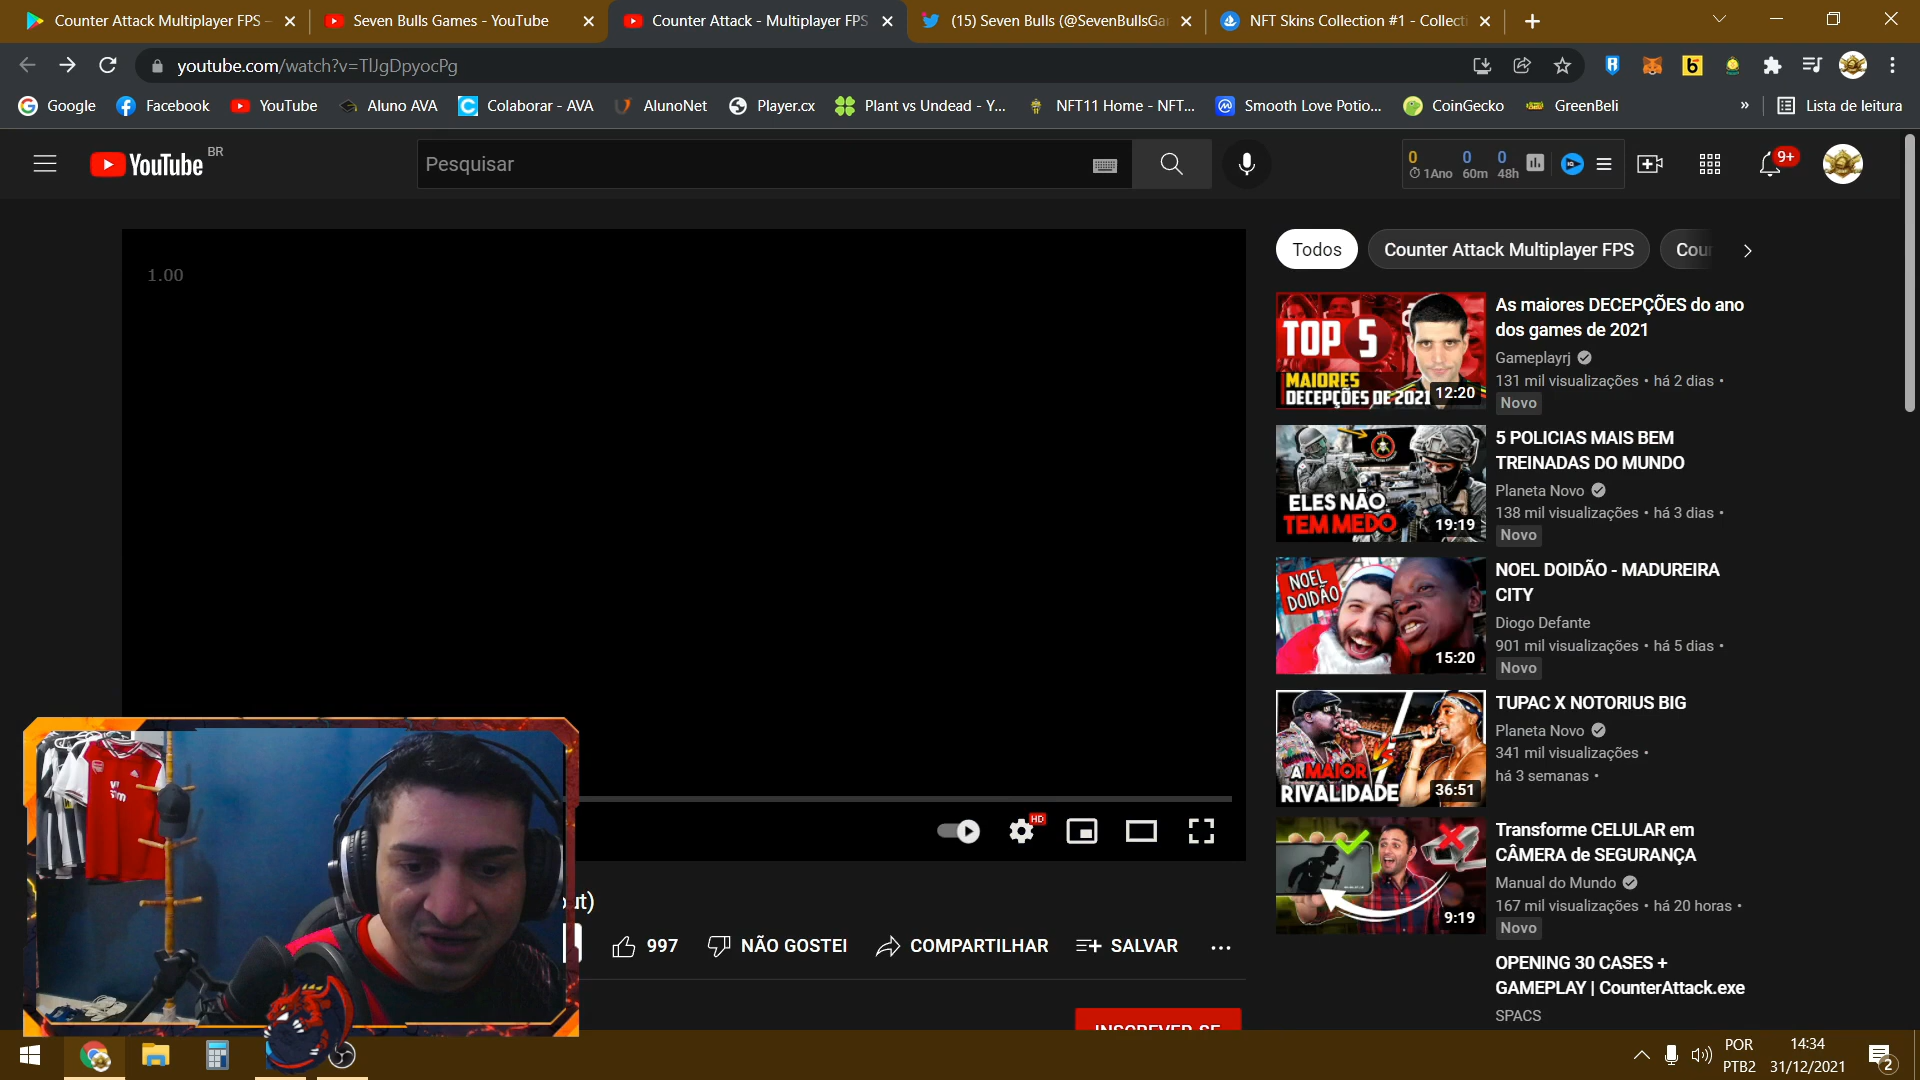 Counter Attack Multiplayer FPS -
Seven Bulls Games - YouTube
Counter Attack - Multiplayer FPS
(15) Seven Bulls (@SevenBullsGa
NFT Skins Collection #1 - Collecti
youtube.com/watch?v=TlJgDpyocPg
Google
Facebook
YouTube
Aluno AVA
Colaborar - AVA
AlunoNet
Player.cx
Plant vs Undead - Y...
NFT11 Home - NFT...
Smooth Love Potio...
CoinGecko
GreenBeli
»
Lista de leitura
YouTube BR
Pesquisar
0 0 0
1Ano 60m 48h
9+
1.00
Todos
Counter Attack Multiplayer FPS
Cou
TOP 5
MAIORES
DECEPÇÕES DE 2021
12:20
As maiores DECEPÇÕES do ano
dos games de 2021
Gameplayrj
131 mil visualizações • há 2 dias •
Novo
ELES NÃO
TEM MEDO
19:19
5 POLICIAS MAIS BEM
TREINADAS DO MUNDO
Planeta Novo
138 mil visualizações • há 3 dias •
Novo
NOEL
DOIDÃO
15:20
NOEL DOIDÃO - MADUREIRA
CITY
Diogo Defante
901 mil visualizações • há 5 dias •
Novo
A MAIOR
RIVALIDADE
36:51
TUPAC X NOTORIUS BIG
Planeta Novo
341 mil visualizações •
há 3 semanas •
9:19
Transforme CELULAR em
CÂMERA de SEGURANÇA
Manual do Mundo
167 mil visualizações • há 20 horas •
Novo
OPENING 30 CASES +
GAMEPLAY | CounterAttack.exe
SPACS
HD
out)
997
NÃO GOSTEI
COMPARTILHAR
SALVAR
INSCREVER-SE
POR
PTB2
14:34
31/12/2021
2